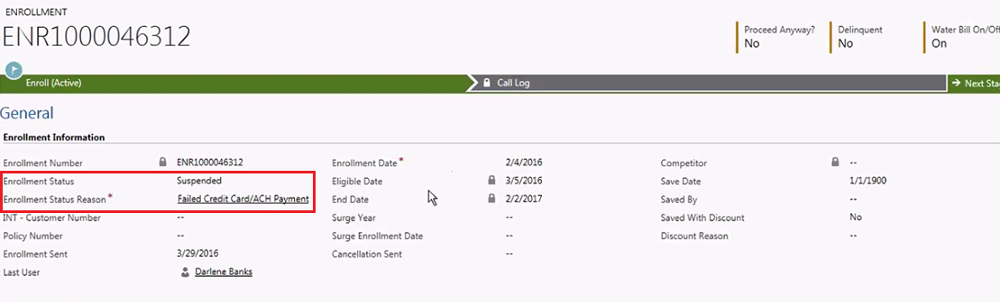 ENROLLMENT
ENR1000046312
Proceed Anyway? Delinquent Water Bill On/Off
No No On
Enroll (Active) Call Log Next Sta
General
Enrollment Information
Enrollment Number ENR1000046312 Enrollment Date * 2/4/2016 Competitor --
Enrollment Status Suspended Eligible Date 3/5/2016 Save Date 1/1/1900
Enrollment Status Reason * Failed Credit Card/ACH Payment End Date 2/2/2017 Saved By --
INT - Customer Number -- Surge Year -- Saved With Discount No
Policy Number -- Surge Enrollment Date -- Discount Reason --
Enrollment Sent 3/29/2016 Cancellation Sent --
Last User Darlene Banks